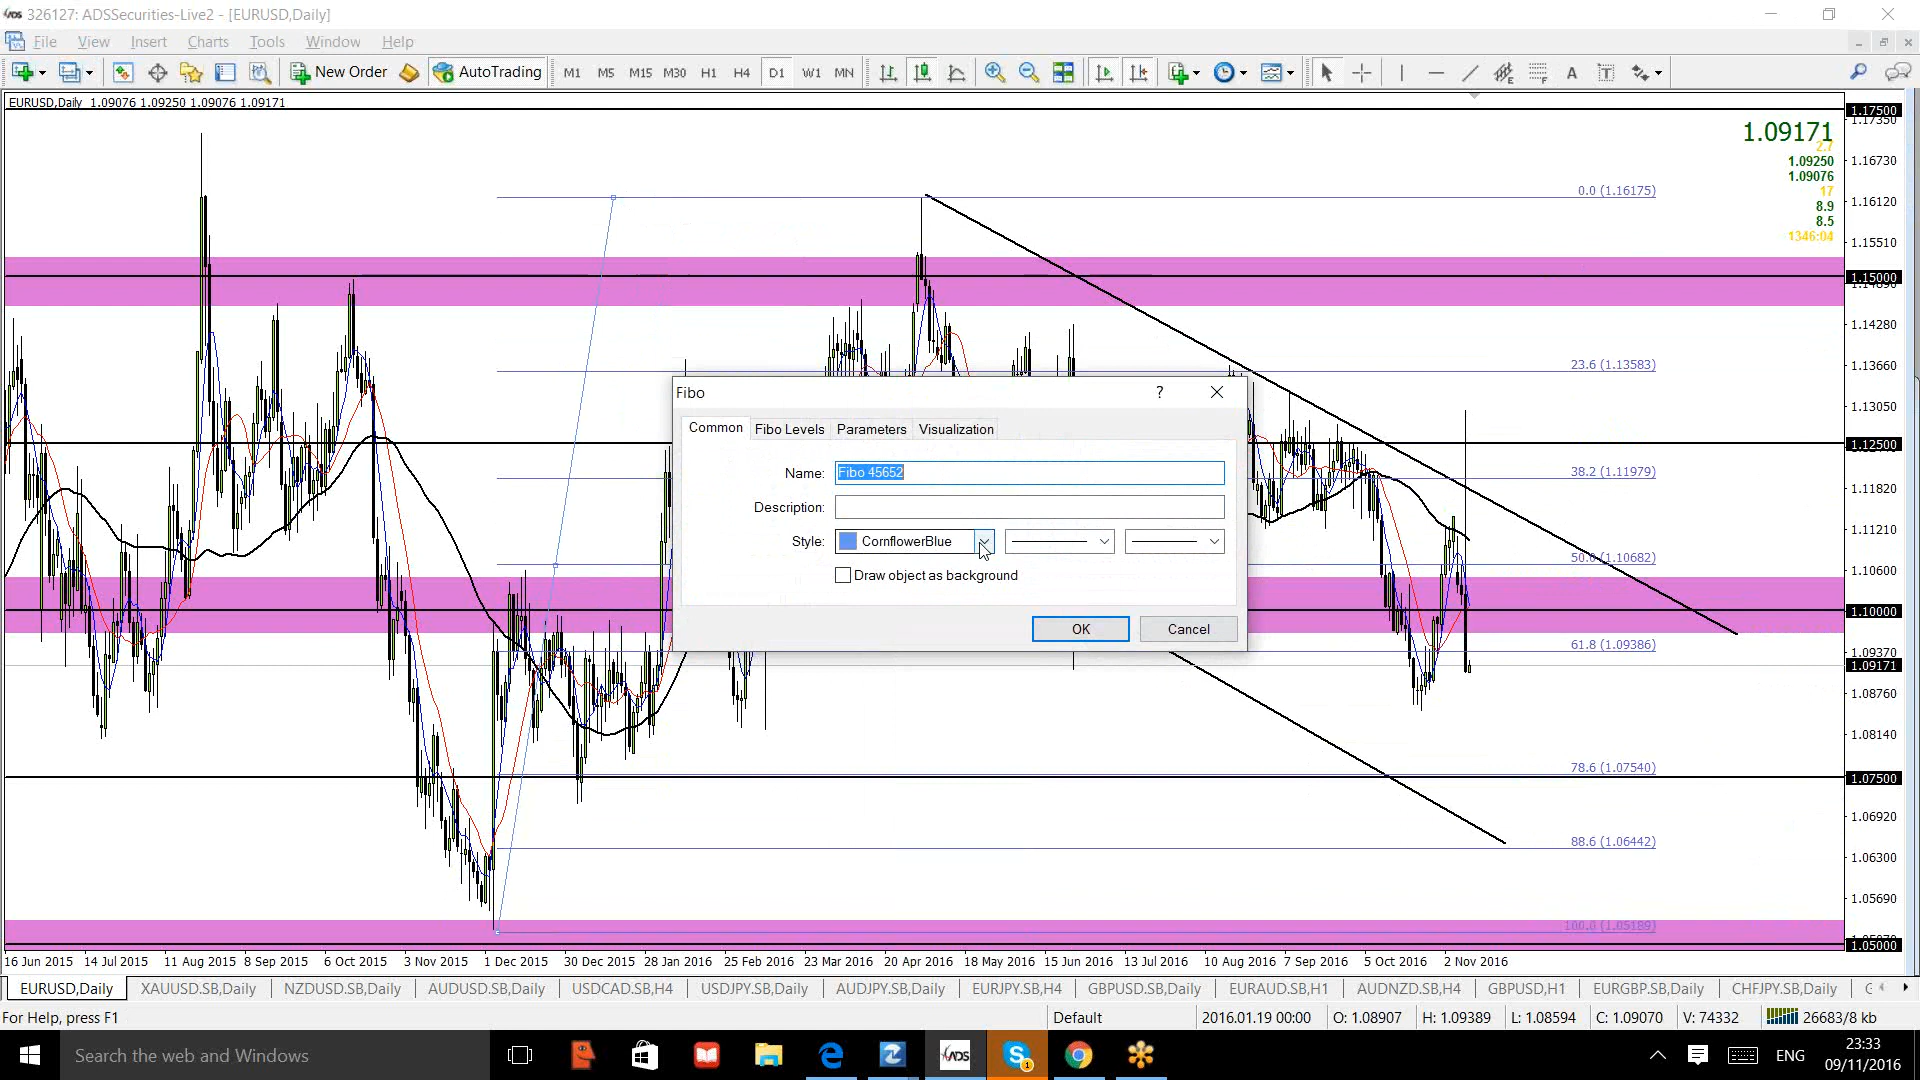 326127: ADSSecurities-Live2 - [EURUSD,Daily]
File View Insert Charts Tools Window Help
New Order AutoTrading M1 M5 M15 M30 H1 H4 D1 W1 MN
EURUSD,Daily 1.09076 1.09250 1.09076 1.09171
1.17500
1.17350
1.09171
2.7
1.09250
1.09076
17
8.9
8.5
1346:04
1.16730
0.0 (1.16175)
1.16120
1.15510
1.15000
1.14280
23.6 (1.13583)
1.13660
1.13050
1.12500
38.2 (1.11979)
1.11820
1.11210
50.0 (1.10682)
1.10600
1.10000
61.8 (1.09386)
1.09370
1.09171
1.08760
1.08140
78.6 (1.07540)
1.07500
1.06920
88.6 (1.06442)
1.06300
1.05690
100.0 (1.05189)
1.05000
Fibo ?
Common Fibo Levels Parameters Visualization
Name: Fibo 45652
Description:
Style: CornflowerBlue
Draw object as background
OK Cancel
16 Jun 2015 14 Jul 2015 11 Aug 2015 8 Sep 2015 6 Oct 2015 3 Nov 2015 1 Dec 2015 30 Dec 2015 28 Jan 2016 25 Feb 2016 23 Mar 2016 20 Apr 2016 18 May 2016 15 Jun 2016 13 Jul 2016 10 Aug 2016 7 Sep 2016 5 Oct 2016 2 Nov 2016
EURUSD,Daily XAUUSD.SB,Daily NZDUSD.SB,Daily AUDUSD.SB,Daily USDCAD.SB,H4 USDJPY.SB,Daily AUDJPY.SB,Daily EURJPY.SB,H4 GBPUSD.SB,Daily EURAUD.SB,H1 AUDNZD.SB,H4 GBPUSD,H1 EURGBP.SB,Daily CHFJPY.SB,Daily
For Help, press F1 Default 2016.01.19 00:00 O: 1.08907 H: 1.09389 L: 1.08594 C: 1.09070 V: 74332 26683/8 kb
Search the web and Windows ADS ENG 23:33
09/11/2016